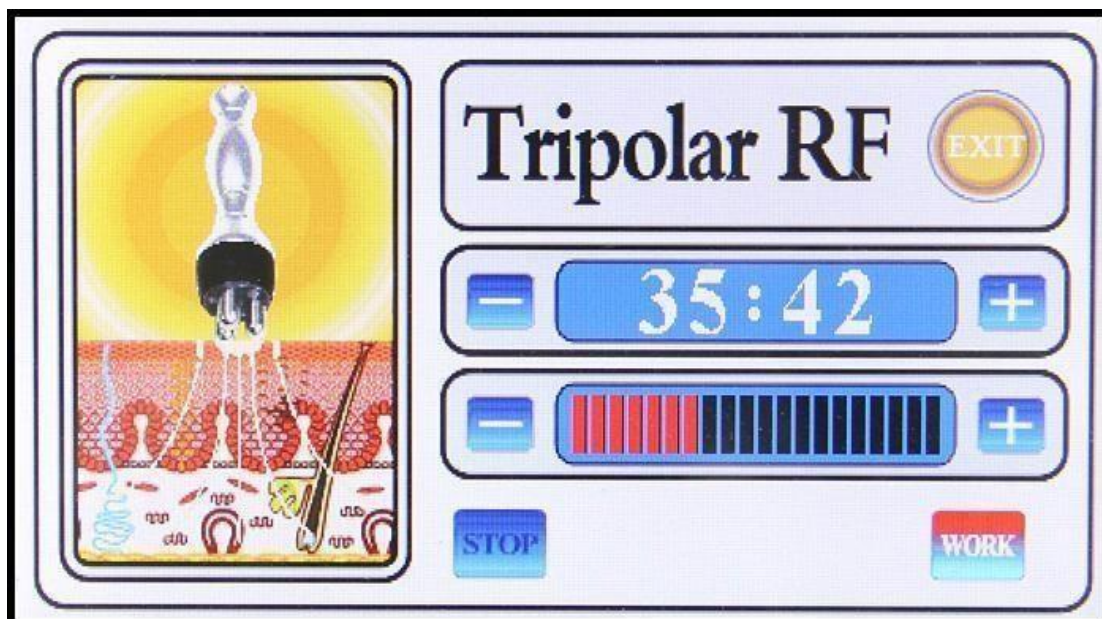 Tripolar RF
EXIT
− 35:42 +
− +
STOP
WORK